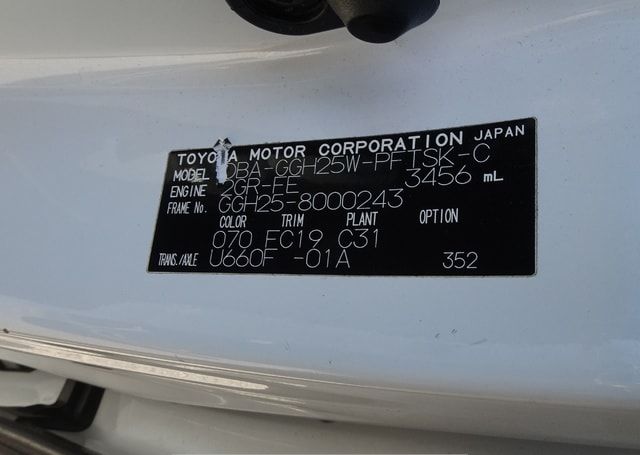 TOYOTA MOTOR CORPORATION JAPAN
MODEL DBA-GGH25W-PFTSK-C
ENGINE 2GR-FE 3456 mL
FRAME No. GGH25-8000243
COLOR TRIM PLANT OPTION
070 FC19 C31
TRANS./AXLE U660F -01A 352